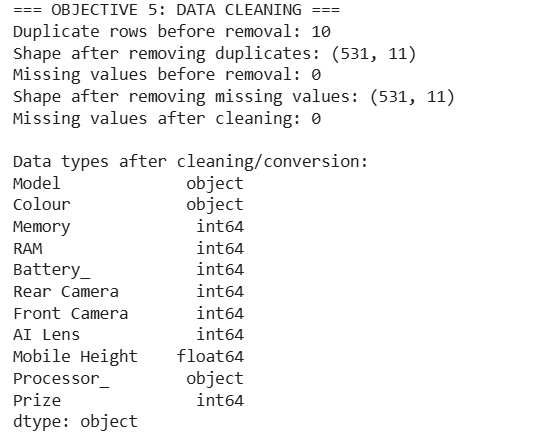 === OBJECTIVE 5: DATA CLEANING ===
Duplicate rows before removal: 10
Shape after removing duplicates: (531, 11)
Missing values before removal: 0
Shape after removing missing values: (531, 11)
Missing values after cleaning: 0

Data types after cleaning/conversion:
Model             object
Colour            object
Memory             int64
RAM                int64
Battery_           int64
Rear Camera        int64
Front Camera       int64
AI Lens            int64
Mobile Height    float64
Processor_        object
Prize              int64
dtype: object